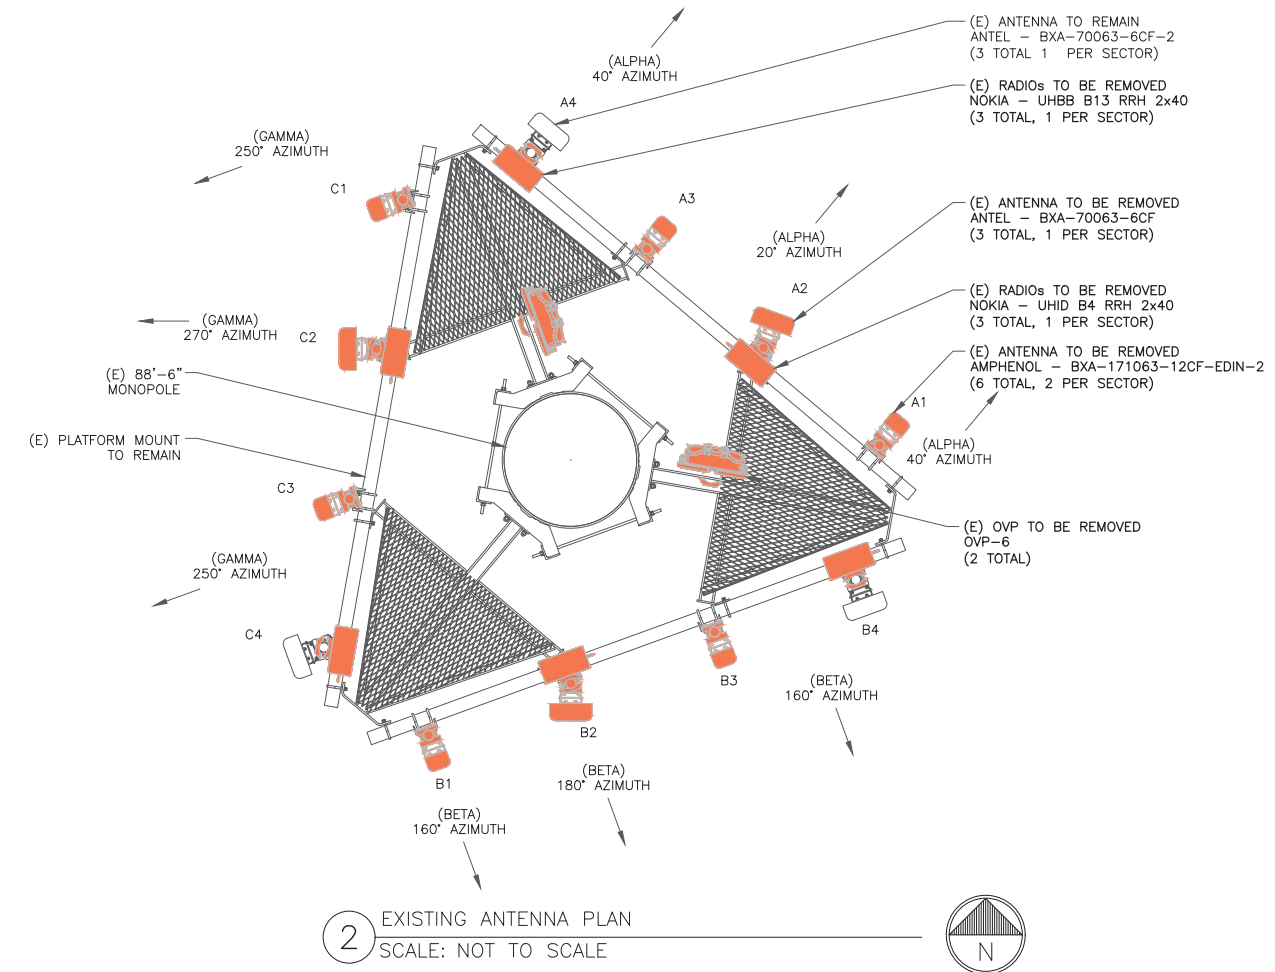 (E) ANTENNA TO REMAIN
ANTEL - BXA-70063-6CF-2
(3 TOTAL 1 PER SECTOR)
(E) RADIOs TO BE REMOVED
NOKIA - UHBB B13 RRH 2x40
(3 TOTAL, 1 PER SECTOR)
(E) ANTENNA TO BE REMOVED
ANTEL - BXA-70063-6CF
(3 TOTAL, 1 PER SECTOR)
(E) RADIOs TO BE REMOVED
NOKIA - UHID B4 RRH 2x40
(3 TOTAL, 1 PER SECTOR)
(E) ANTENNA TO BE REMOVED
AMPHENOL - BXA-171063-12CF-EDIN-2
(6 TOTAL, 2 PER SECTOR)
(E) OVP TO BE REMOVED
OVP-6
(2 TOTAL)
(ALPHA)
40° AZIMUTH
A4
A3
(ALPHA)
20° AZIMUTH
A2
A1
(ALPHA)
40° AZIMUTH
(GAMMA)
250° AZIMUTH
C1
(GAMMA)
270° AZIMUTH
C2
(E) 88'-6"
MONOPOLE
(E) PLATFORM MOUNT
TO REMAIN
C3
(GAMMA)
250° AZIMUTH
C4
B4
B3
(BETA)
160° AZIMUTH
B2
(BETA)
180° AZIMUTH
B1
(BETA)
160° AZIMUTH
2
EXISTING ANTENNA PLAN
SCALE: NOT TO SCALE
N